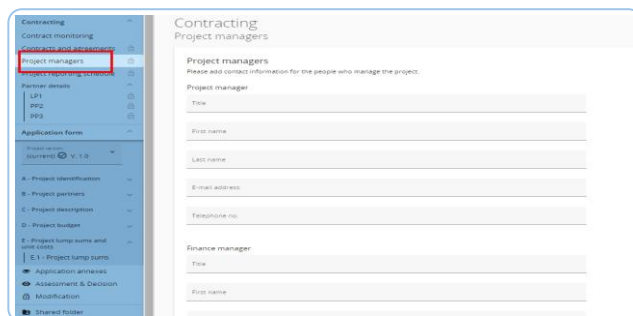 Contracting
Contract monitoring
Contracts and agreements
Project managers
Project reporting schedule
Partner details
LP1
PP2
PP3
Application form
Project version
(current) V. 1.0
A - Project identification
B - Project partners
C - Project description
D - Project budget
E - Project lump sums and
unit costs
E.1 - Project lump sums
Application annexes
Assessment & Decision
Modification
Shared folder
Contracting
Project managers
Project managers
Please add contact information for the people who manage the project.
Project manager
Title
First name
Last name
E-mail address
Telephone no.
Finance manager
Title
First name